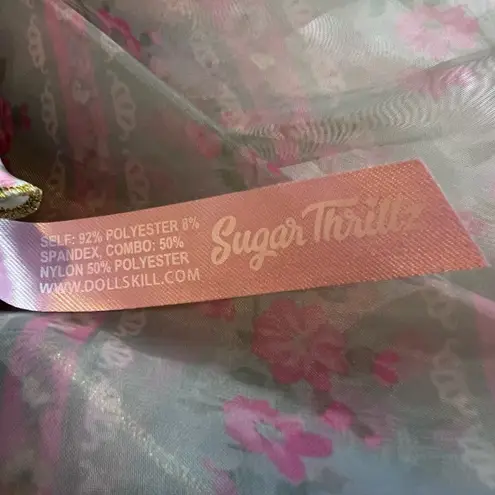 SELF: 92% POLYESTER 8%
SPANDEX, COMBO: 50%
NYLON 50% POLYESTER
WWW.DOLLSKILL.COM
Sugar Thrillz